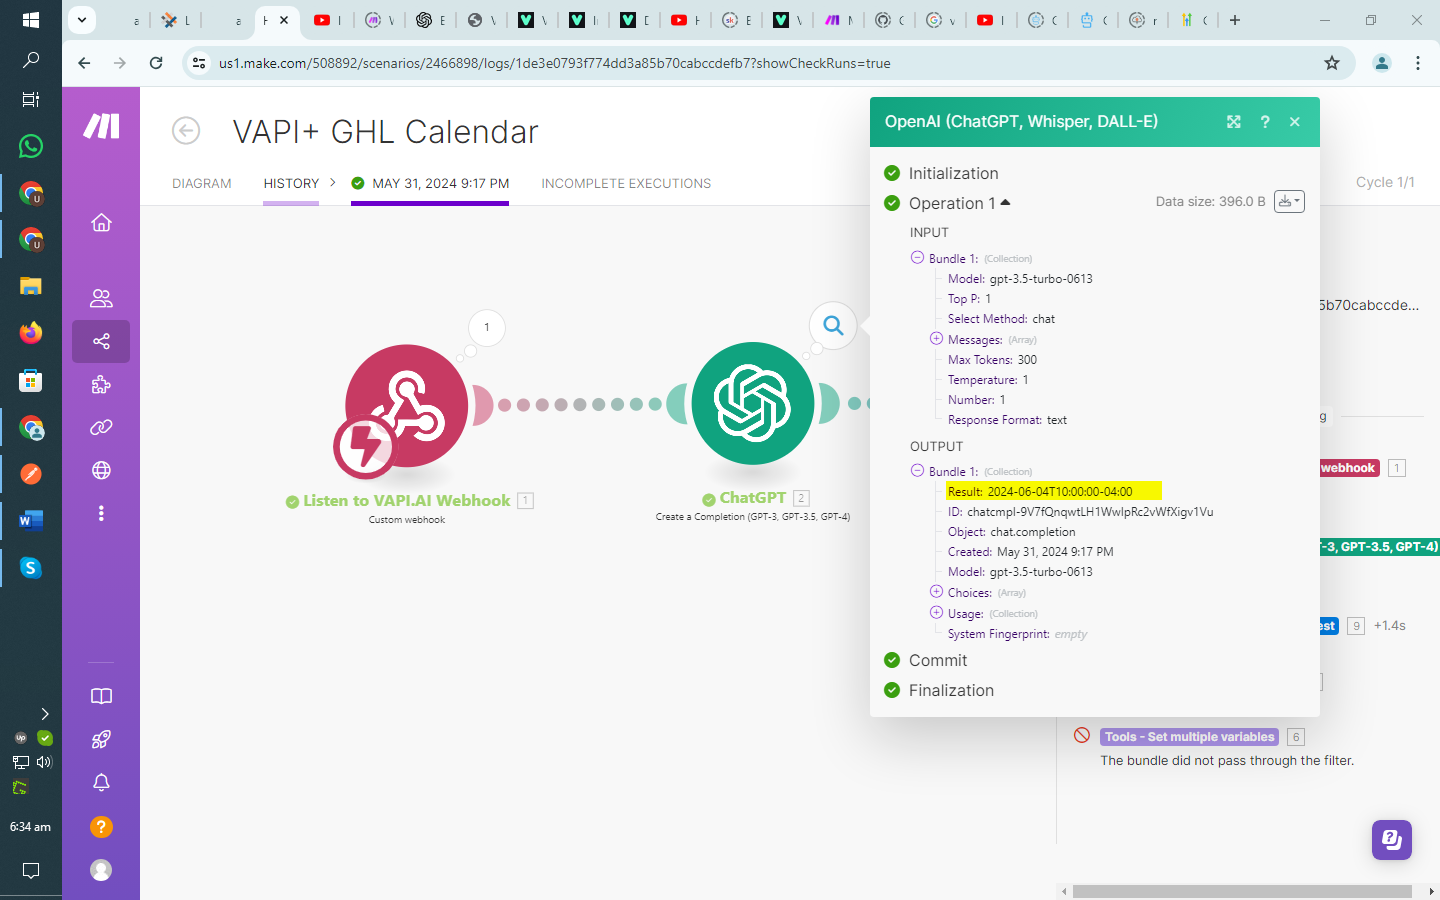 a
L
a
H
I
V
E
V
V
I
D
H
E
V
M
C
v
I
C
C
r
C
us1.make.com/508892/scenarios/2466898/logs/1de3e0793f774dd3a85b70cabccdefb7?showCheckRuns=true
VAPI+ GHL Calendar
DIAGRAM
HISTORY
MAY 31, 2024 9:17 PM
INCOMPLETE EXECUTIONS
Cycle 1/1
OpenAI (ChatGPT, Whisper, DALL-E)
?
Initialization
Operation 1
Data size: 396.0 B
INPUT
Bundle 1: (Collection)
Model: gpt-3.5-turbo-0613
Top P: 1
Select Method: chat
Messages: (Array)
Max Tokens: 300
Temperature: 1
Number: 1
Response Format: text
OUTPUT
Bundle 1: (Collection)
Result: 2024-06-04T10:00:00-04:00
ID: chatcmpl-9V7fQnqwtLH1WwIpRc2vWfXigv1Vu
Object: chat.completion
Created: May 31, 2024 9:17 PM
Model: gpt-3.5-turbo-0613
Choices: (Array)
Usage: (Collection)
System Fingerprint: empty
Commit
Finalization
1
Listen to VAPI.AI Webhook 1
Custom webhook
ChatGPT 2
Create a Completion (GPT-3, GPT-3.5, GPT-4)
5b70cabccde...
g
webhook 1
T-3, GPT-3.5, GPT-4)
est 9 +1.4s
Tools - Set multiple variables 6
The bundle did not pass through the filter.
Up
6:34 am
?